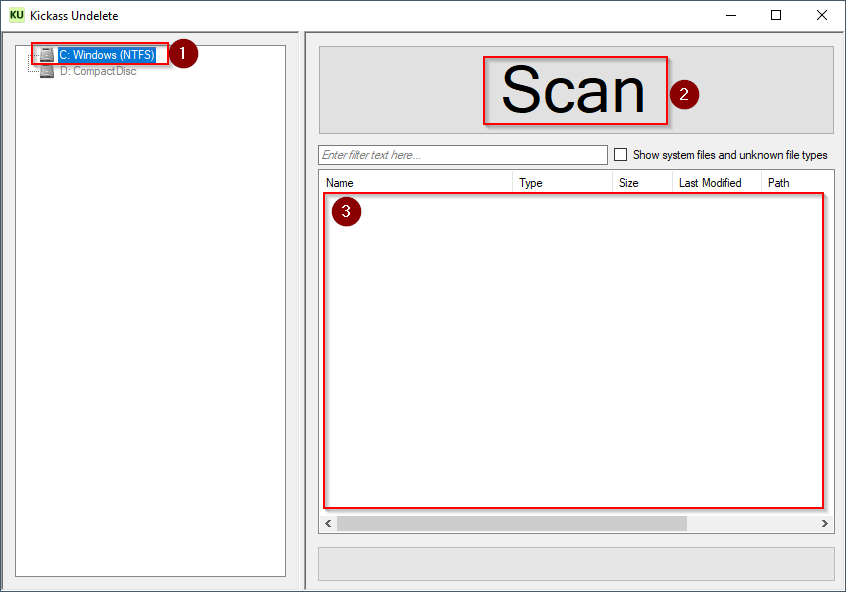 KU Kickass Undelete
C: Windows (NTFS) 1
D: CompactDisc
Scan 2
Enter filter text here... Show system files and unknown file types
Name Type Size Last Modified Path
3